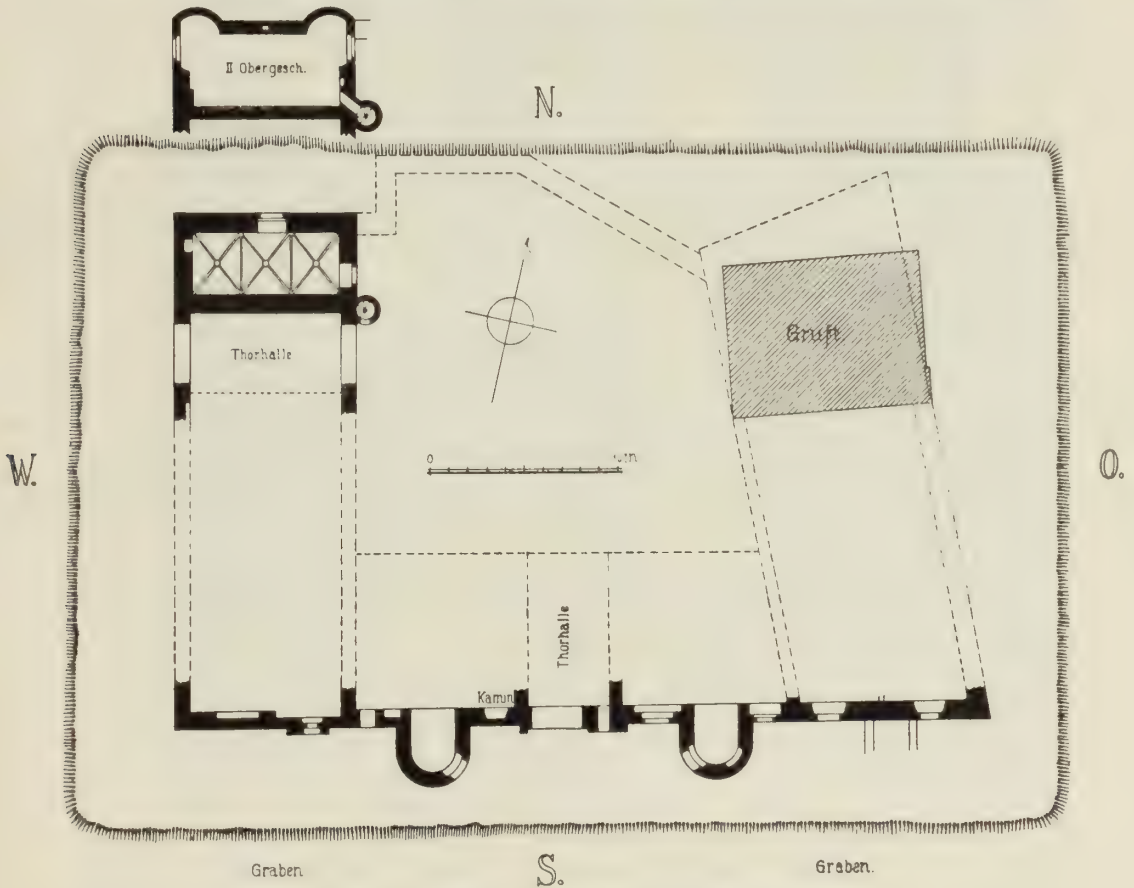 II Obergesch.
N.
Gruft
Thorhalle
0
W.
O.
Thorhalle
Kamin
Graben
S.
Graben.